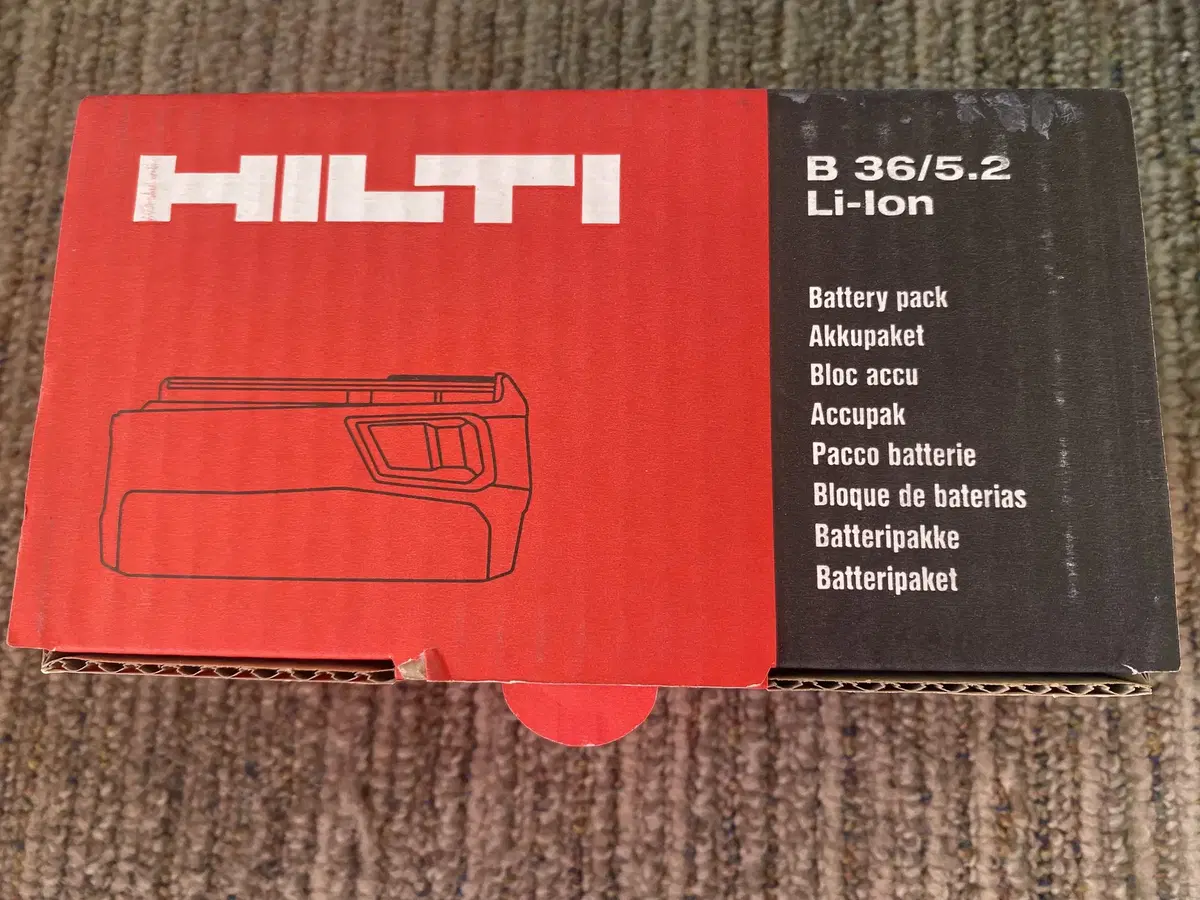 HILTI
B 36/5.2
Li-Ion
Battery pack
Akkupaket
Bloc accu
Accupak
Pacco batterie
Bloque de baterias
Batteripakke
Batteripaket